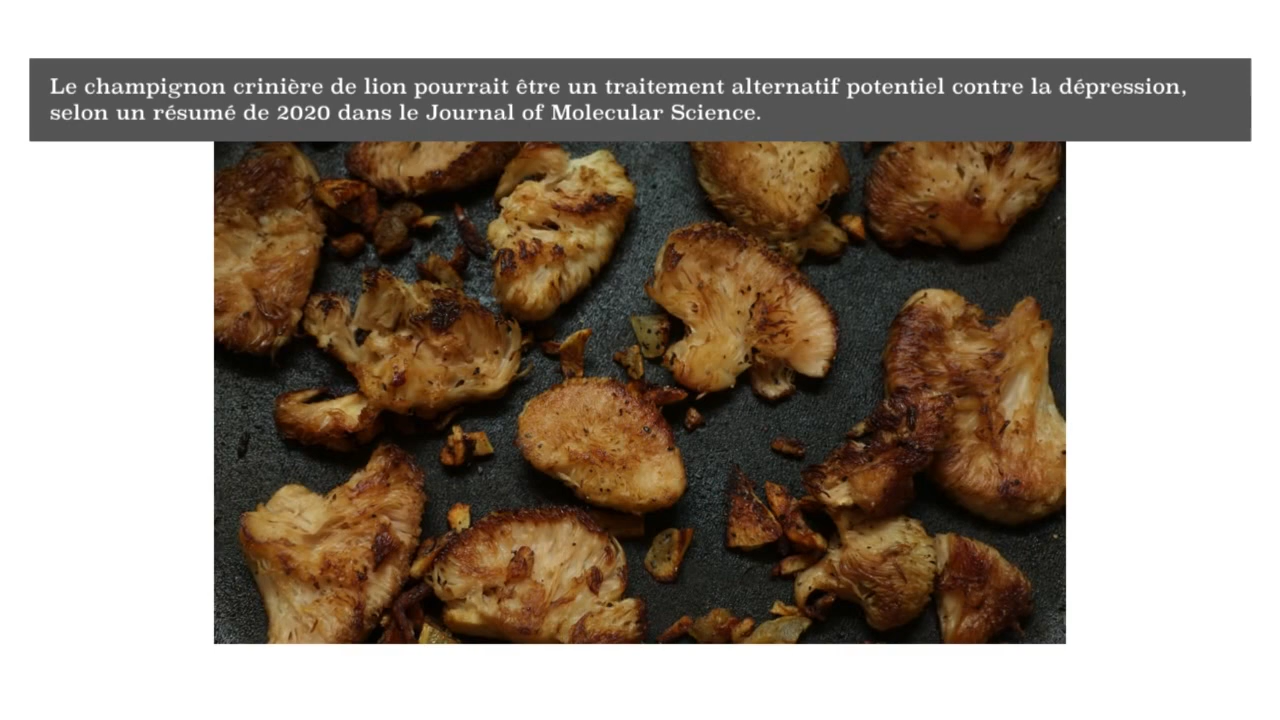 Le champignon crinière de lion pourrait être un traitement alternatif potentiel contre la dépression,
selon un résumé de 2020 dans le Journal of Molecular Science.